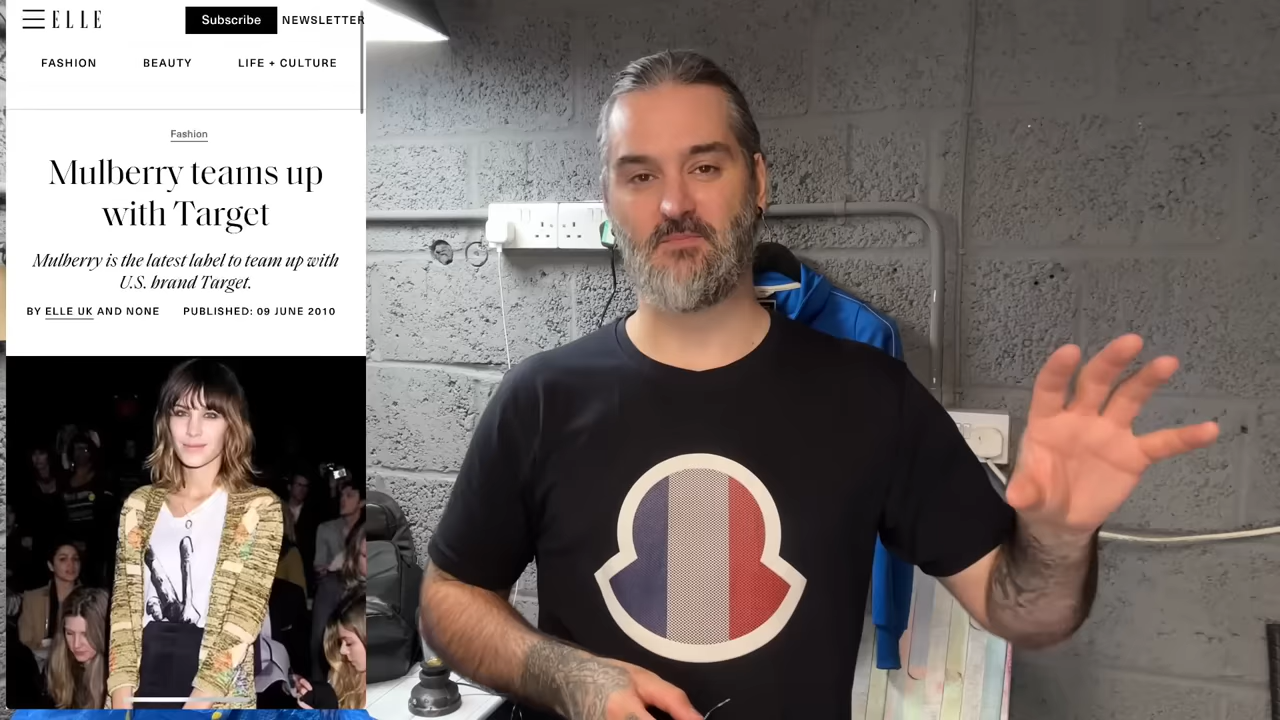 ELLE
Subscribe
NEWSLETTER
FASHION
BEAUTY
LIFE + CULTURE
Fashion
Mulberry teams up
with Target
Mulberry is the latest label to team up with
U.S. brand Target.
BY ELLE UK AND NONE
PUBLISHED: 09 JUNE 2010